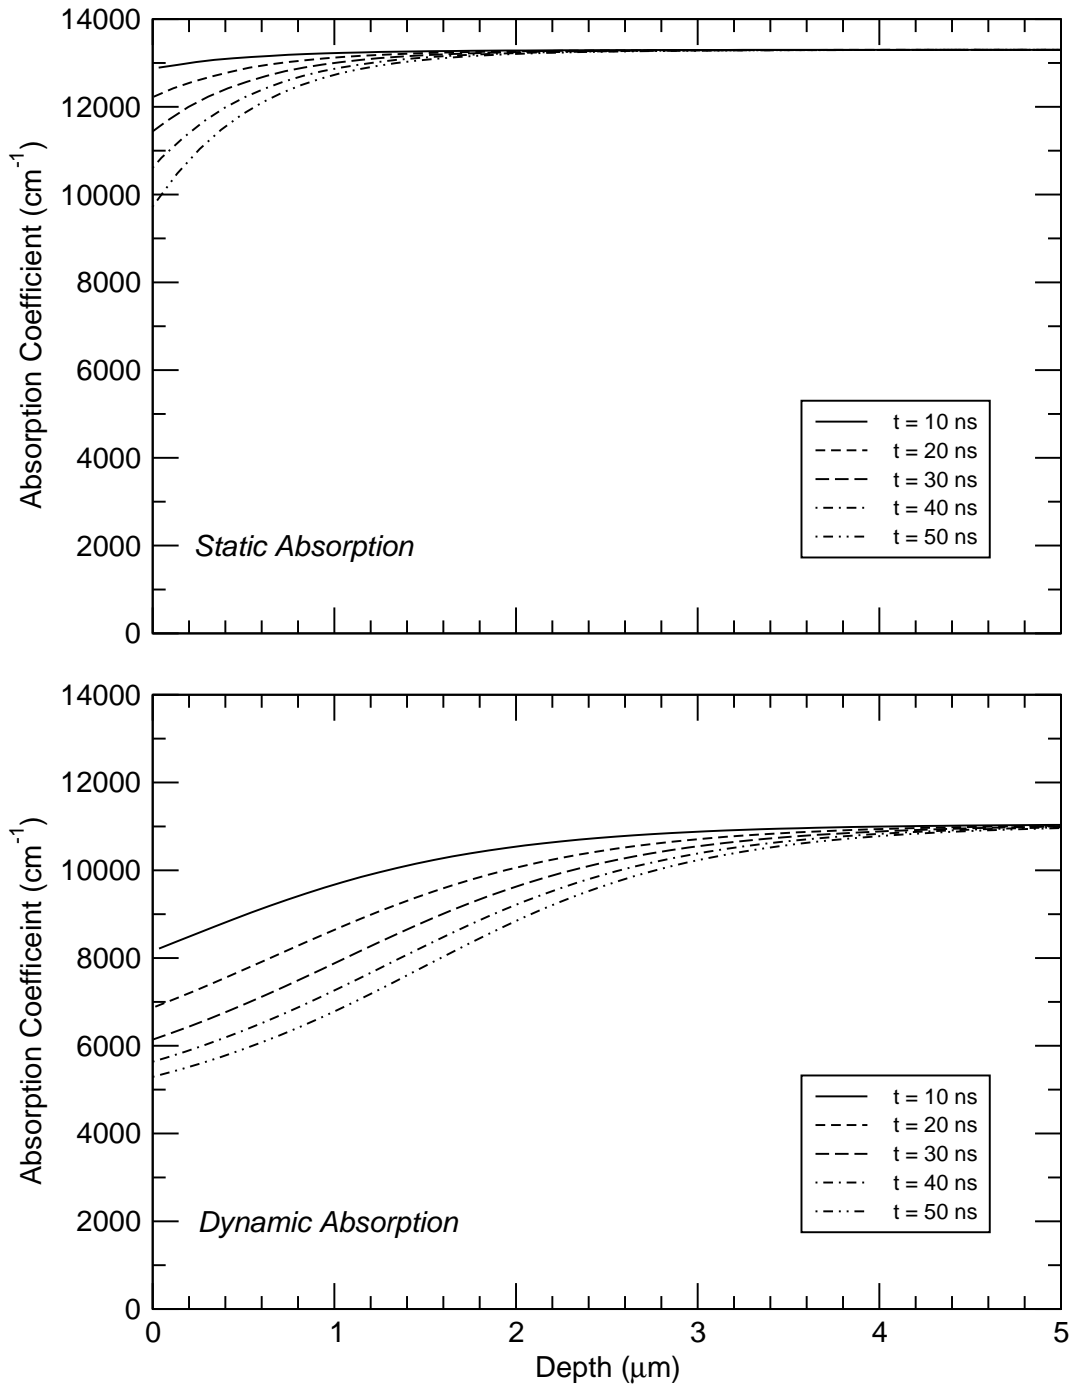 14000
12000
10000
8000
6000
4000
2000
0
Absorption Coefficient (cm⁻¹)
t = 10 ns
t = 20 ns
t = 30 ns
t = 40 ns
t = 50 ns
Static Absorption
14000
12000
10000
8000
6000
4000
2000
0
Absorption Coefficeint (cm⁻¹)
t = 10 ns
t = 20 ns
t = 30 ns
t = 40 ns
t = 50 ns
Dynamic Absorption
0 1 2 3 4 5
Depth (μm)